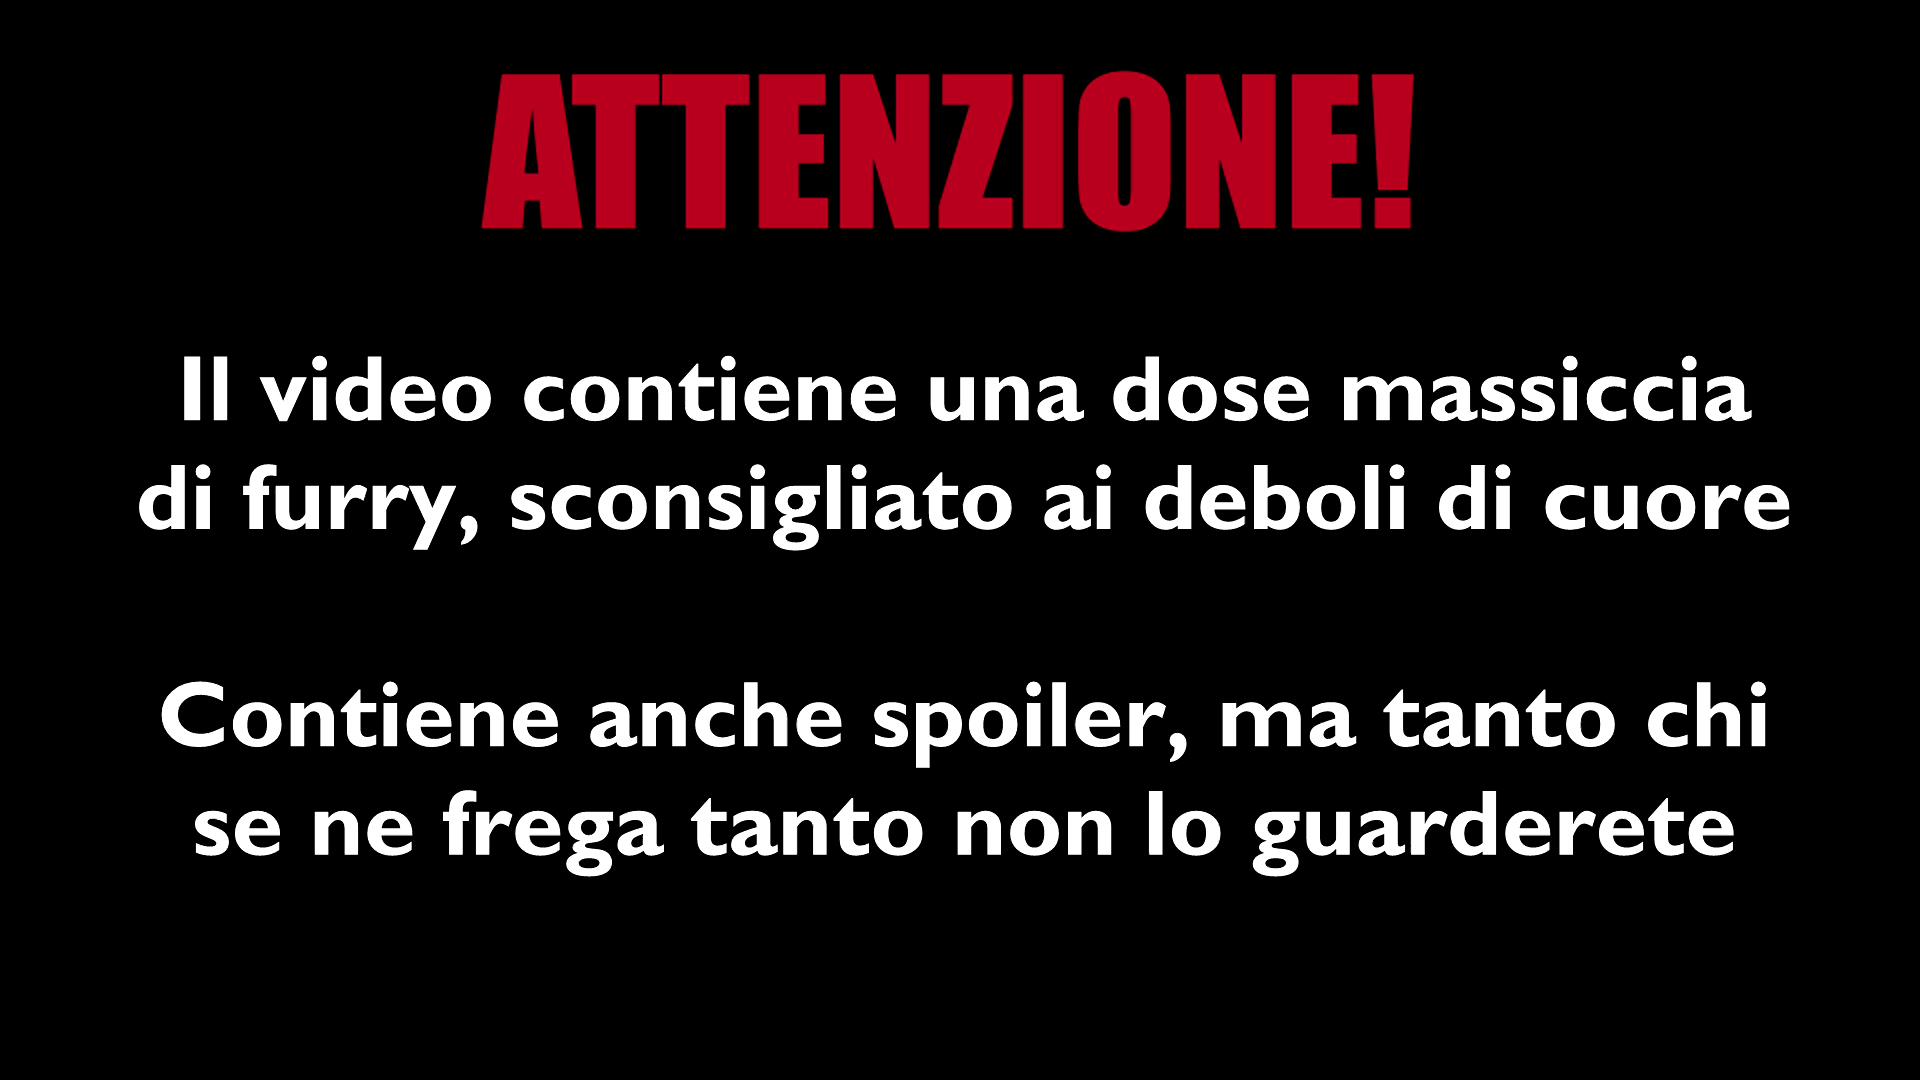 ATTENZIONE!
Il video contiene una dose massiccia
di furry, sconsigliato ai deboli di cuore
Contiene anche spoiler, ma tanto chi
se ne frega tanto non lo guarderete